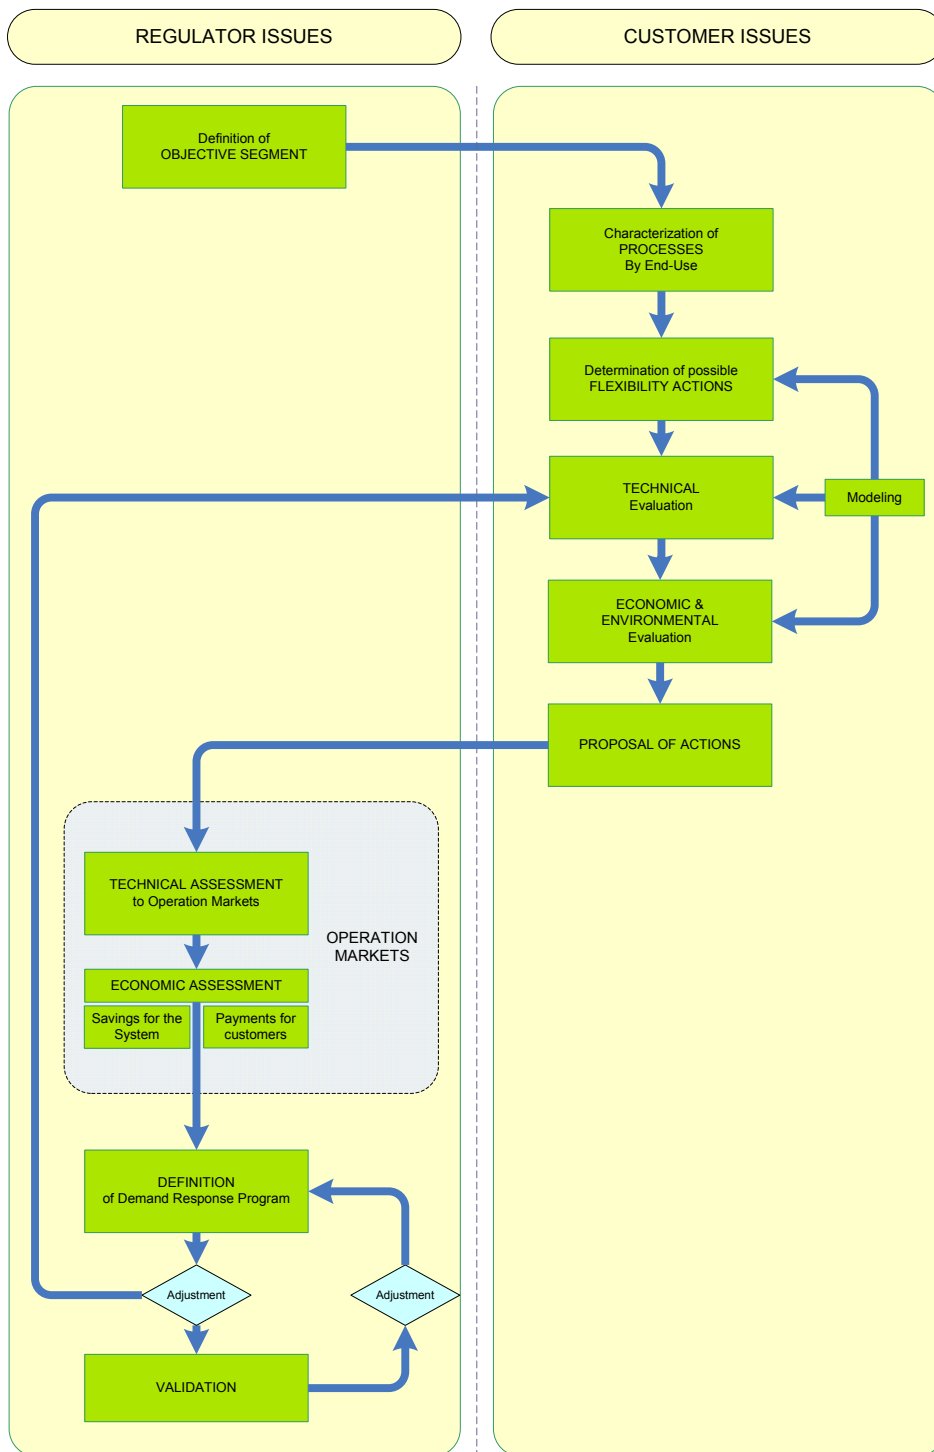 REGULATOR ISSUES
CUSTOMER ISSUES
Definition of
OBJECTIVE SEGMENT
Characterization of
PROCESSES
By End-Use
Determination of possible
FLEXIBILITY ACTIONS
TECHNICAL
Evaluation
Modeling
ECONOMIC &
ENVIRONMENTAL
Evaluation
PROPOSAL OF ACTIONS
TECHNICAL ASSESSMENT
to Operation Markets
OPERATION
MARKETS
ECONOMIC ASSESSMENT
Savings for the
System
Payments for
customers
DEFINITION
of Demand Response Program
Adjustment
Adjustment
VALIDATION